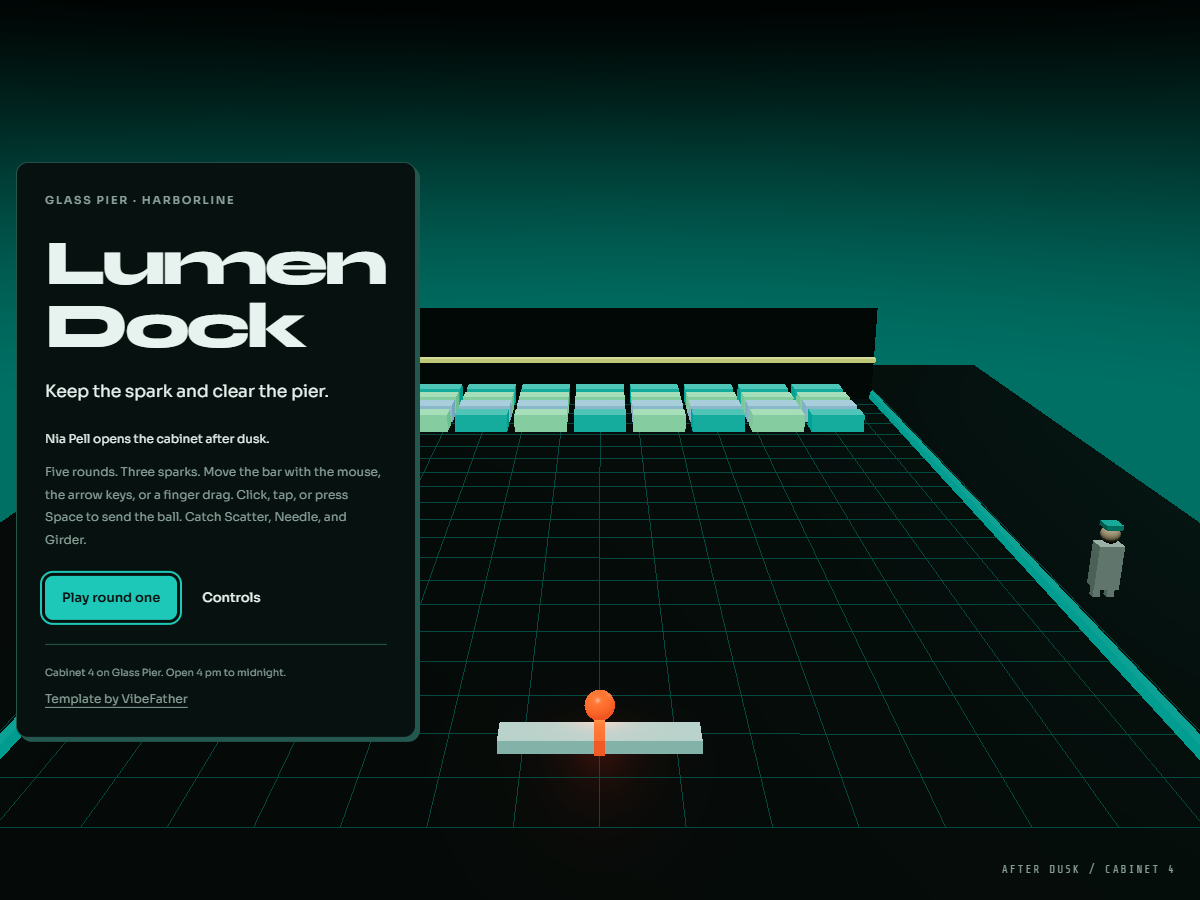 GLASS PIER · HARBORLINE
Lumen
Dock
Keep the spark and clear the pier.
Nia Pell opens the cabinet after dusk.
Five rounds. Three sparks. Move the bar with the mouse,
the arrow keys, or a finger drag. Click, tap, or press
Space to send the ball. Catch Scatter, Needle, and
Girder.
Play round one
Controls
Cabinet 4 on Glass Pier. Open 4 pm to midnight.
Template by VibeFather
AFTER DUSK / CABINET 4